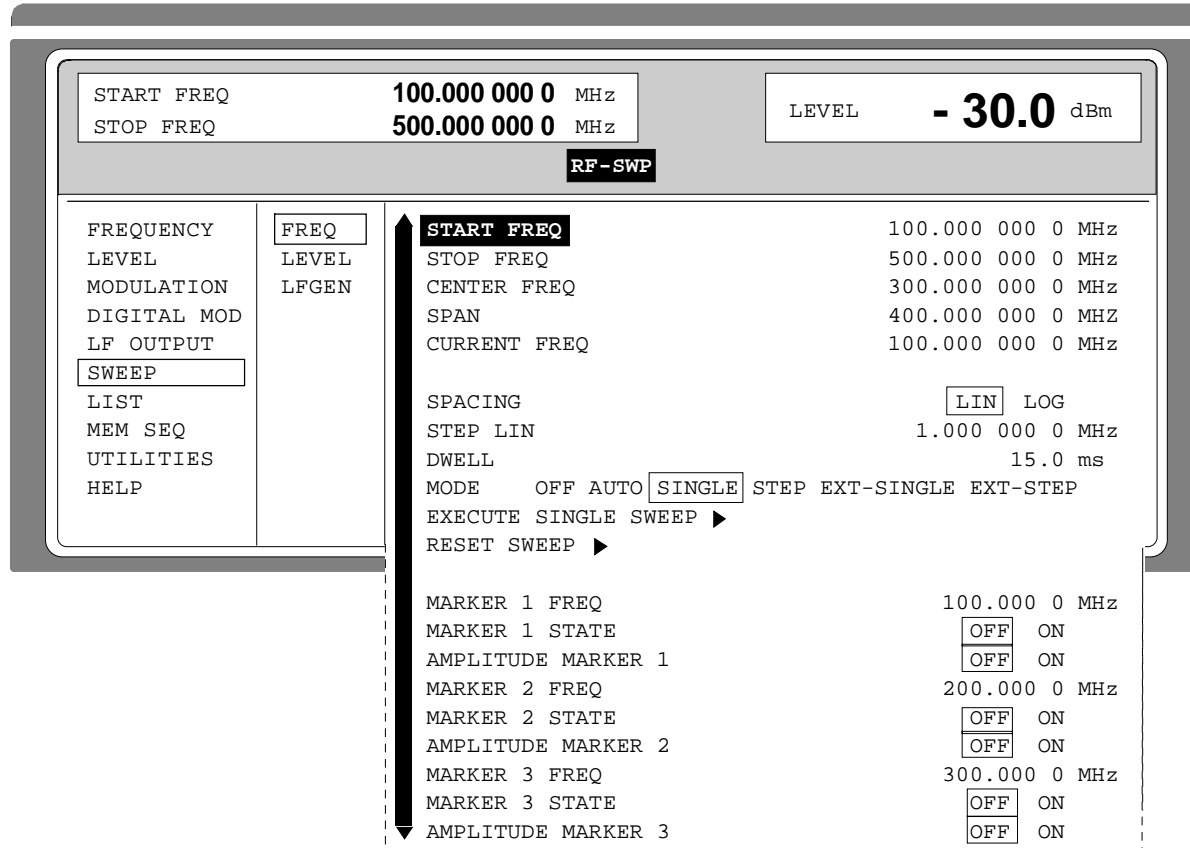 START FREQ 100.000 000 0 MHz
STOP FREQ 500.000 000 0 MHz
LEVEL - 30.0 dBm
RF-SWP
FREQUENCY FREQ START FREQ 100.000 000 0 MHz
LEVEL LEVEL STOP FREQ 500.000 000 0 MHz
MODULATION LFGEN CENTER FREQ 300.000 000 0 MHz
DIGITAL MOD SPAN 400.000 000 0 MHZ
LF OUTPUT CURRENT FREQ 100.000 000 0 MHz
SWEEP
LIST SPACING LIN LOG
MEM SEQ STEP LIN 1.000 000 0 MHz
UTILITIES DWELL 15.0 ms
HELP MODE OFF AUTO SINGLE STEP EXT-SINGLE EXT-STEP
EXECUTE SINGLE SWEEP
RESET SWEEP
MARKER 1 FREQ 100.000 0 MHz
MARKER 1 STATE OFF ON
AMPLITUDE MARKER 1 OFF ON
MARKER 2 FREQ 200.000 0 MHz
MARKER 2 STATE OFF ON
AMPLITUDE MARKER 2 OFF ON
MARKER 3 FREQ 300.000 0 MHz
MARKER 3 STATE OFF ON
AMPLITUDE MARKER 3 OFF ON